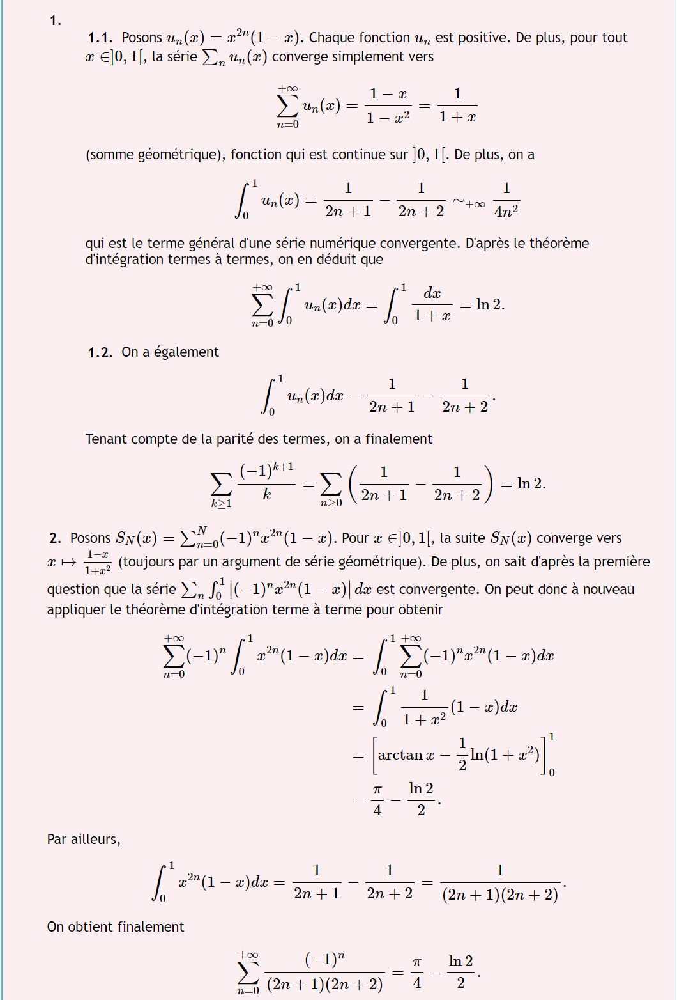 1.
1.1. Posons $u_n(x) = x^{2n}(1-x)$. Chaque fonction $u_n$ est positive. De plus, pour tout
$x \in ]0,1[$, la série $\sum_n u_n(x)$ converge simplement vers
$$\sum_{n=0}^{+\infty} u_n(x) = \frac{1-x}{1-x^2} = \frac{1}{1+x}$$
(somme géométrique), fonction qui est continue sur $]0,1[$. De plus, on a
$$\int_0^1 u_n(x) = \frac{1}{2n+1} - \frac{1}{2n+2} \sim_{+\infty} \frac{1}{4n^2}$$
qui est le terme général d'une série numérique convergente. D'après le théorème
d'intégration termes à termes, on en déduit que
$$\sum_{n=0}^{+\infty} \int_0^1 u_n(x)dx = \int_0^1 \frac{dx}{1+x} = \ln 2.$$
1.2. On a également
$$\int_0^1 u_n(x)dx = \frac{1}{2n+1} - \frac{1}{2n+2}.$$
Tenant compte de la parité des termes, on a finalement
$$\sum_{k\geq 1} \frac{(-1)^{k+1}}{k} = \sum_{n\geq 0} \left(\frac{1}{2n+1} - \frac{1}{2n+2}\right) = \ln 2.$$
2. Posons $S_N(x) = \sum_{n=0}^N (-1)^n x^{2n}(1-x)$. Pour $x \in ]0,1[$, la suite $S_N(x)$ converge vers
$x \mapsto \frac{1-x}{1+x^2}$ (toujours par un argument de série géométrique). De plus, on sait d'après la première
question que la série $\sum_n \int_0^1 |(-1)^n x^{2n}(1-x)|\,dx$ est convergente. On peut donc à nouveau
appliquer le théorème d'intégration terme à terme pour obtenir
$$\sum_{n=0}^{+\infty} (-1)^n \int_0^1 x^{2n}(1-x)dx = \int_0^1 \sum_{n=0}^{+\infty} (-1)^n x^{2n}(1-x)dx$$
$$= \int_0^1 \frac{1}{1+x^2}(1-x)dx$$
$$= \left[\arctan x - \frac{1}{2}\ln(1+x^2)\right]_0^1$$
$$= \frac{\pi}{4} - \frac{\ln 2}{2}.$$
Par ailleurs,
$$\int_0^1 x^{2n}(1-x)dx = \frac{1}{2n+1} - \frac{1}{2n+2} = \frac{1}{(2n+1)(2n+2)}.$$
On obtient finalement
$$\sum_{n=0}^{+\infty} \frac{(-1)^n}{(2n+1)(2n+2)} = \frac{\pi}{4} - \frac{\ln 2}{2}.$$